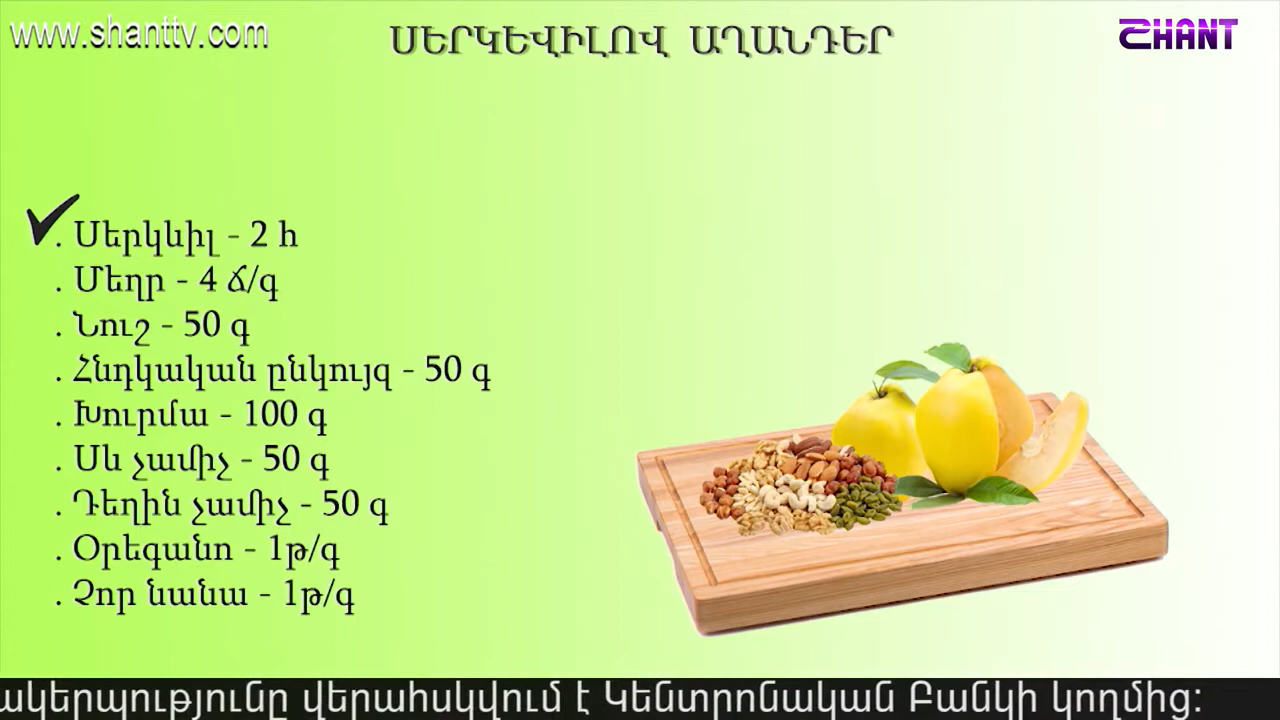 www.shanttv.com
ՍԵՐԿԵՎԻԼՈՎ ԱՂԱՆԴԵՐ
SHANT
. Սերկևիլ - 2 հ
. Մեղր - 4 ճ/գ
. Նուշ - 50 գ
. Հնդկական ընկույզ - 50 գ
. Խուրմա - 100 գ
. Սև չամիչ - 50 գ
. Դեղին չամիչ - 50 գ
. Օրեգանո - 1թ/գ
. Չոր նանա - 1թ/գ
ակերպությունը վերահսկվում է Կենտրոնական Բանկի կողմից: